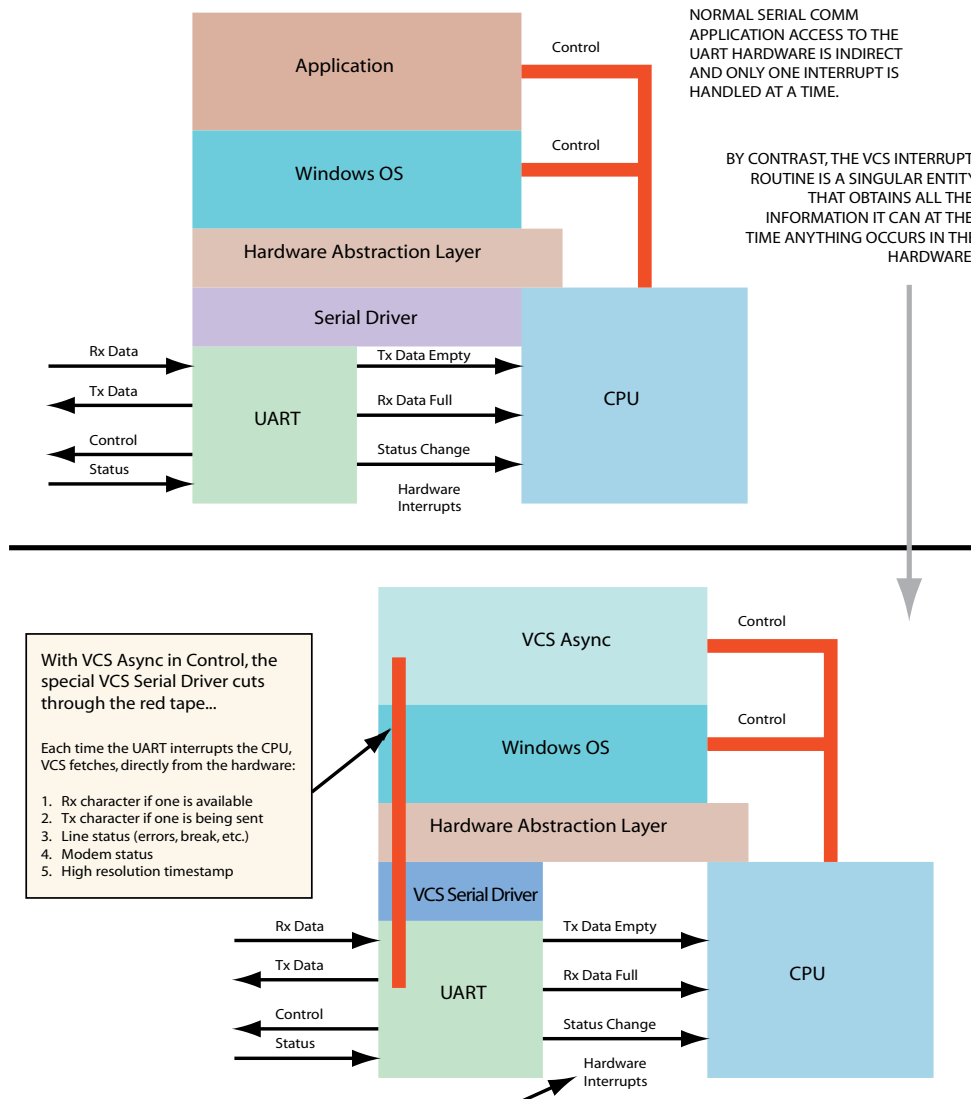 NORMAL SERIAL COMM
APPLICATION ACCESS TO THE
UART HARDWARE IS INDIRECT
AND ONLY ONE INTERRUPT IS
HANDLED AT A TIME.
Control
Application
Control
Windows OS
BY CONTRAST, THE VCS INTERRUPT
ROUTINE IS A SINGULAR ENTITY
THAT OBTAINS ALL THE
INFORMATION IT CAN AT THE
TIME ANYTHING OCCURS IN THE
HARDWARE
Hardware Abstraction Layer
Serial Driver
Rx Data
Tx Data
Control
Status
UART
Tx Data Empty
Rx Data Full
Status Change
Hardware
Interrupts
CPU
With VCS Async in Control, the
special VCS Serial Driver cuts
through the red tape...
Each time the UART interrupts the CPU,
VCS fetches, directly from the hardware:
1. Rx character if one is available
2. Tx character if one is being sent
3. Line status (errors, break, etc.)
4. Modem status
5. High resolution timestamp
VCS Async
Control
Windows OS
Control
Hardware Abstraction Layer
VCS Serial Driver
Rx Data
Tx Data
Control
Status
UART
Tx Data Empty
Rx Data Full
Status Change
Hardware
Interrupts
CPU